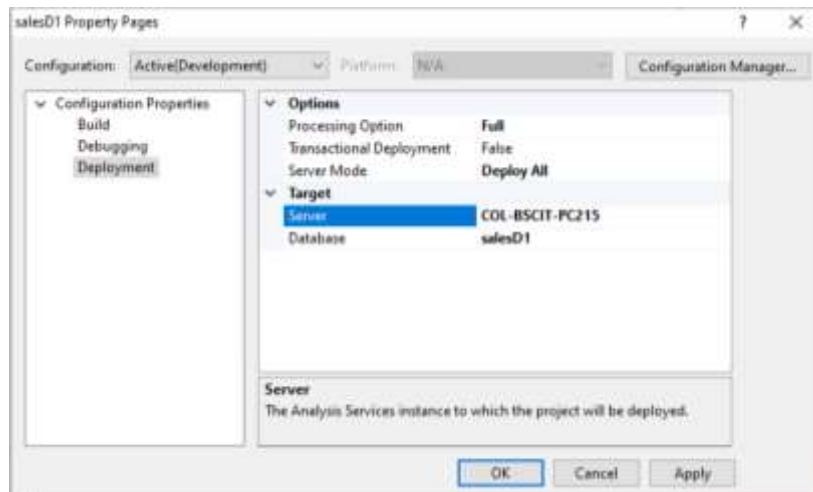 salesD1 Property Pages ? ×
Configuration: Active(Development) Platform: N/A Configuration Manager...
Configuration Properties
Build
Debugging
Deployment
Options
Processing Option Full
Transactional Deployment False
Server Mode Deploy All
Target
Server COL-BSCIT-PC215
Database salesD1
Server
The Analysis Services instance to which the project will be deployed.
OK Cancel Apply